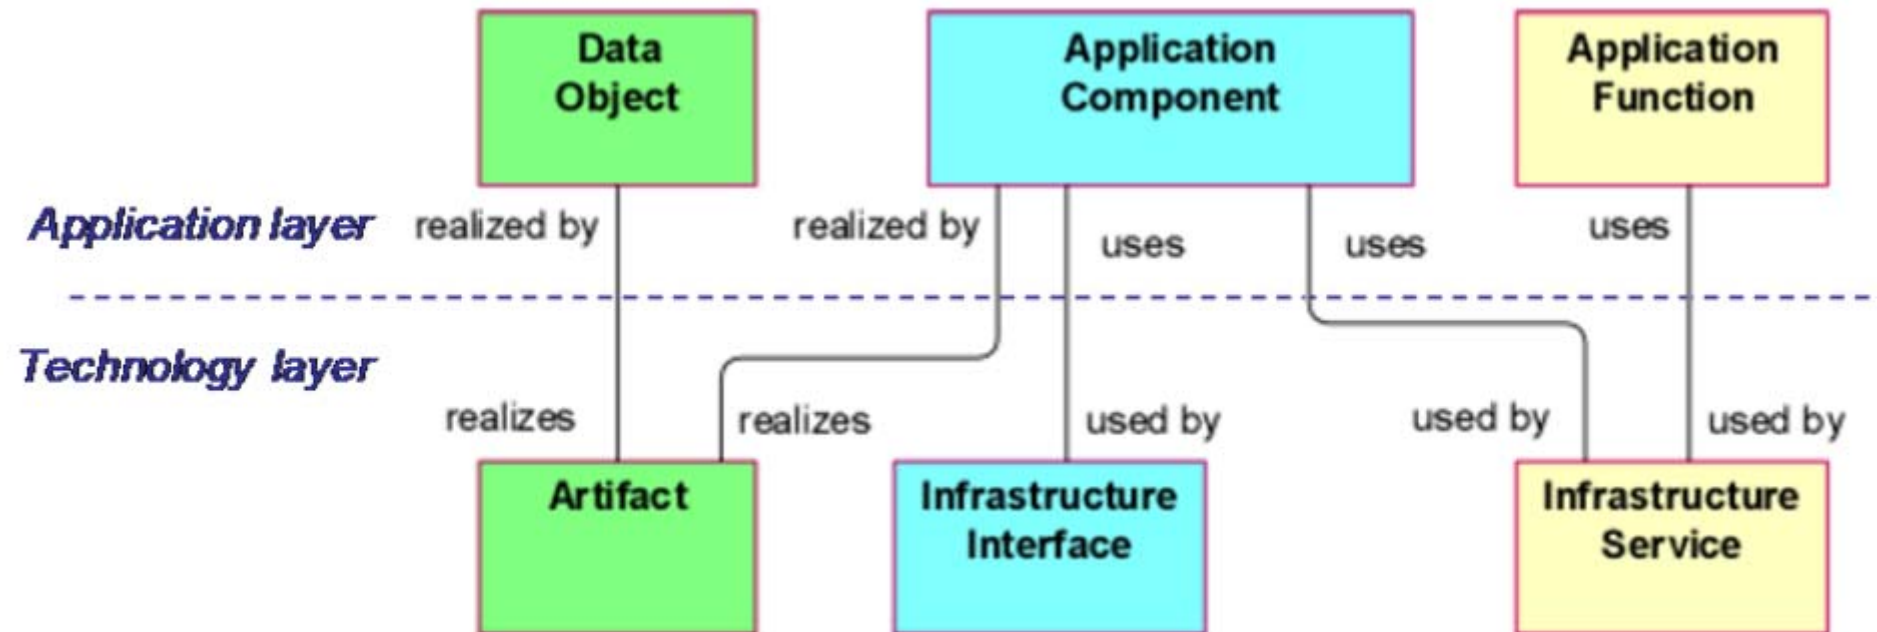 Data
Object
Application
Component
Application
Function
Application layer
realized by
realized by
uses
uses
uses
Technology layer
realizes
realizes
used by
used by
used by
Artifact
Infrastructure
Interface
Infrastructure
Service